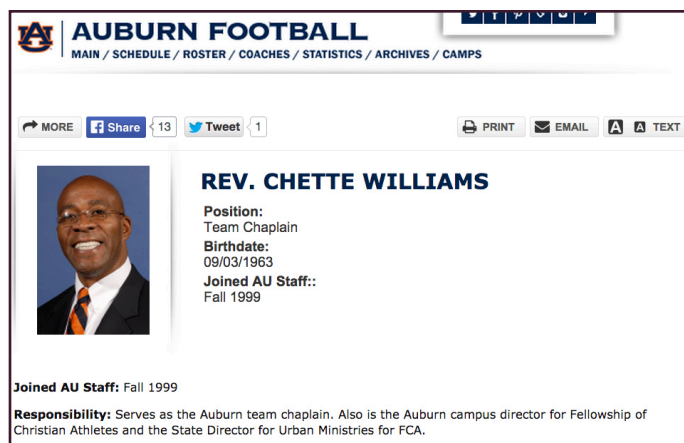 AUBURN FOOTBALL
MAIN / SCHEDULE / ROSTER / COACHES / STATISTICS / ARCHIVES / CAMPS
MORE
Share 13
Tweet 1
PRINT
EMAIL
A A TEXT
REV. CHETTE WILLIAMS
Position:
Team Chaplain
Birthdate:
09/03/1963
Joined AU Staff::
Fall 1999
Joined AU Staff: Fall 1999
Responsibility: Serves as the Auburn team chaplain. Also is the Auburn campus director for Fellowship of
Christian Athletes and the State Director for Urban Ministries for FCA.